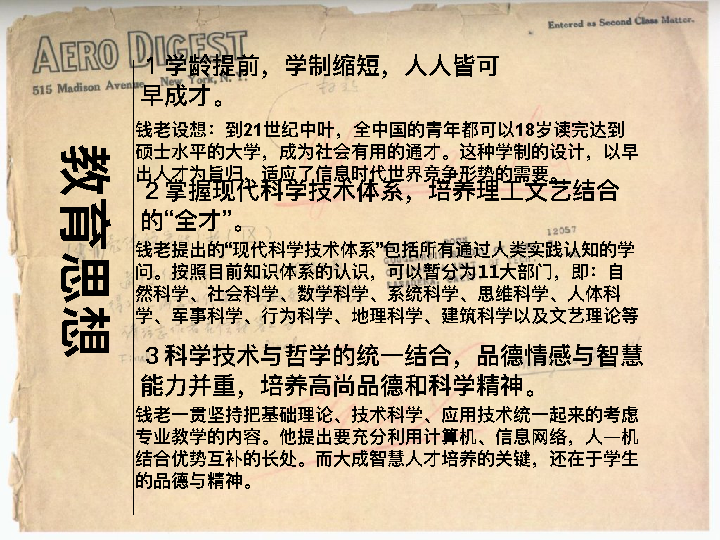 Entered as Second Class Matter.
AERO DIGEST
515 Madison Avenue, New York, N. Y.
教育思想
１学龄提前，学制缩短，人人皆可
早成才。
钱老设想：到21世纪中叶，全中国的青年都可以18岁读完达到
硕士水平的大学，成为社会有用的通才。这种学制的设计，以早
出人才为旨归，适应了信息时代世界竞争形势的需要。
２掌握现代科学技术体系，培养理工文艺结合
的“全才”。
12057
钱老提出的“现代科学技术体系”包括所有通过人类实践认知的学
问。按照目前知识体系的认识，可以暂分为11大部门，即：自
然科学、社会科学、数学科学、系统科学、思维科学、人体科
学、军事科学、行为科学、地理科学、建筑科学以及文艺理论等
３科学技术与哲学的统一结合，品德情感与智慧
能力并重，培养高尚品德和科学精神。
钱老一贯坚持把基础理论、技术科学、应用技术统一起来的考虑
专业教学的内容。他提出要充分利用计算机、信息网络，人—机
结合优势互补的长处。而大成智慧人才培养的关键，还在于学生
的品德与精神。